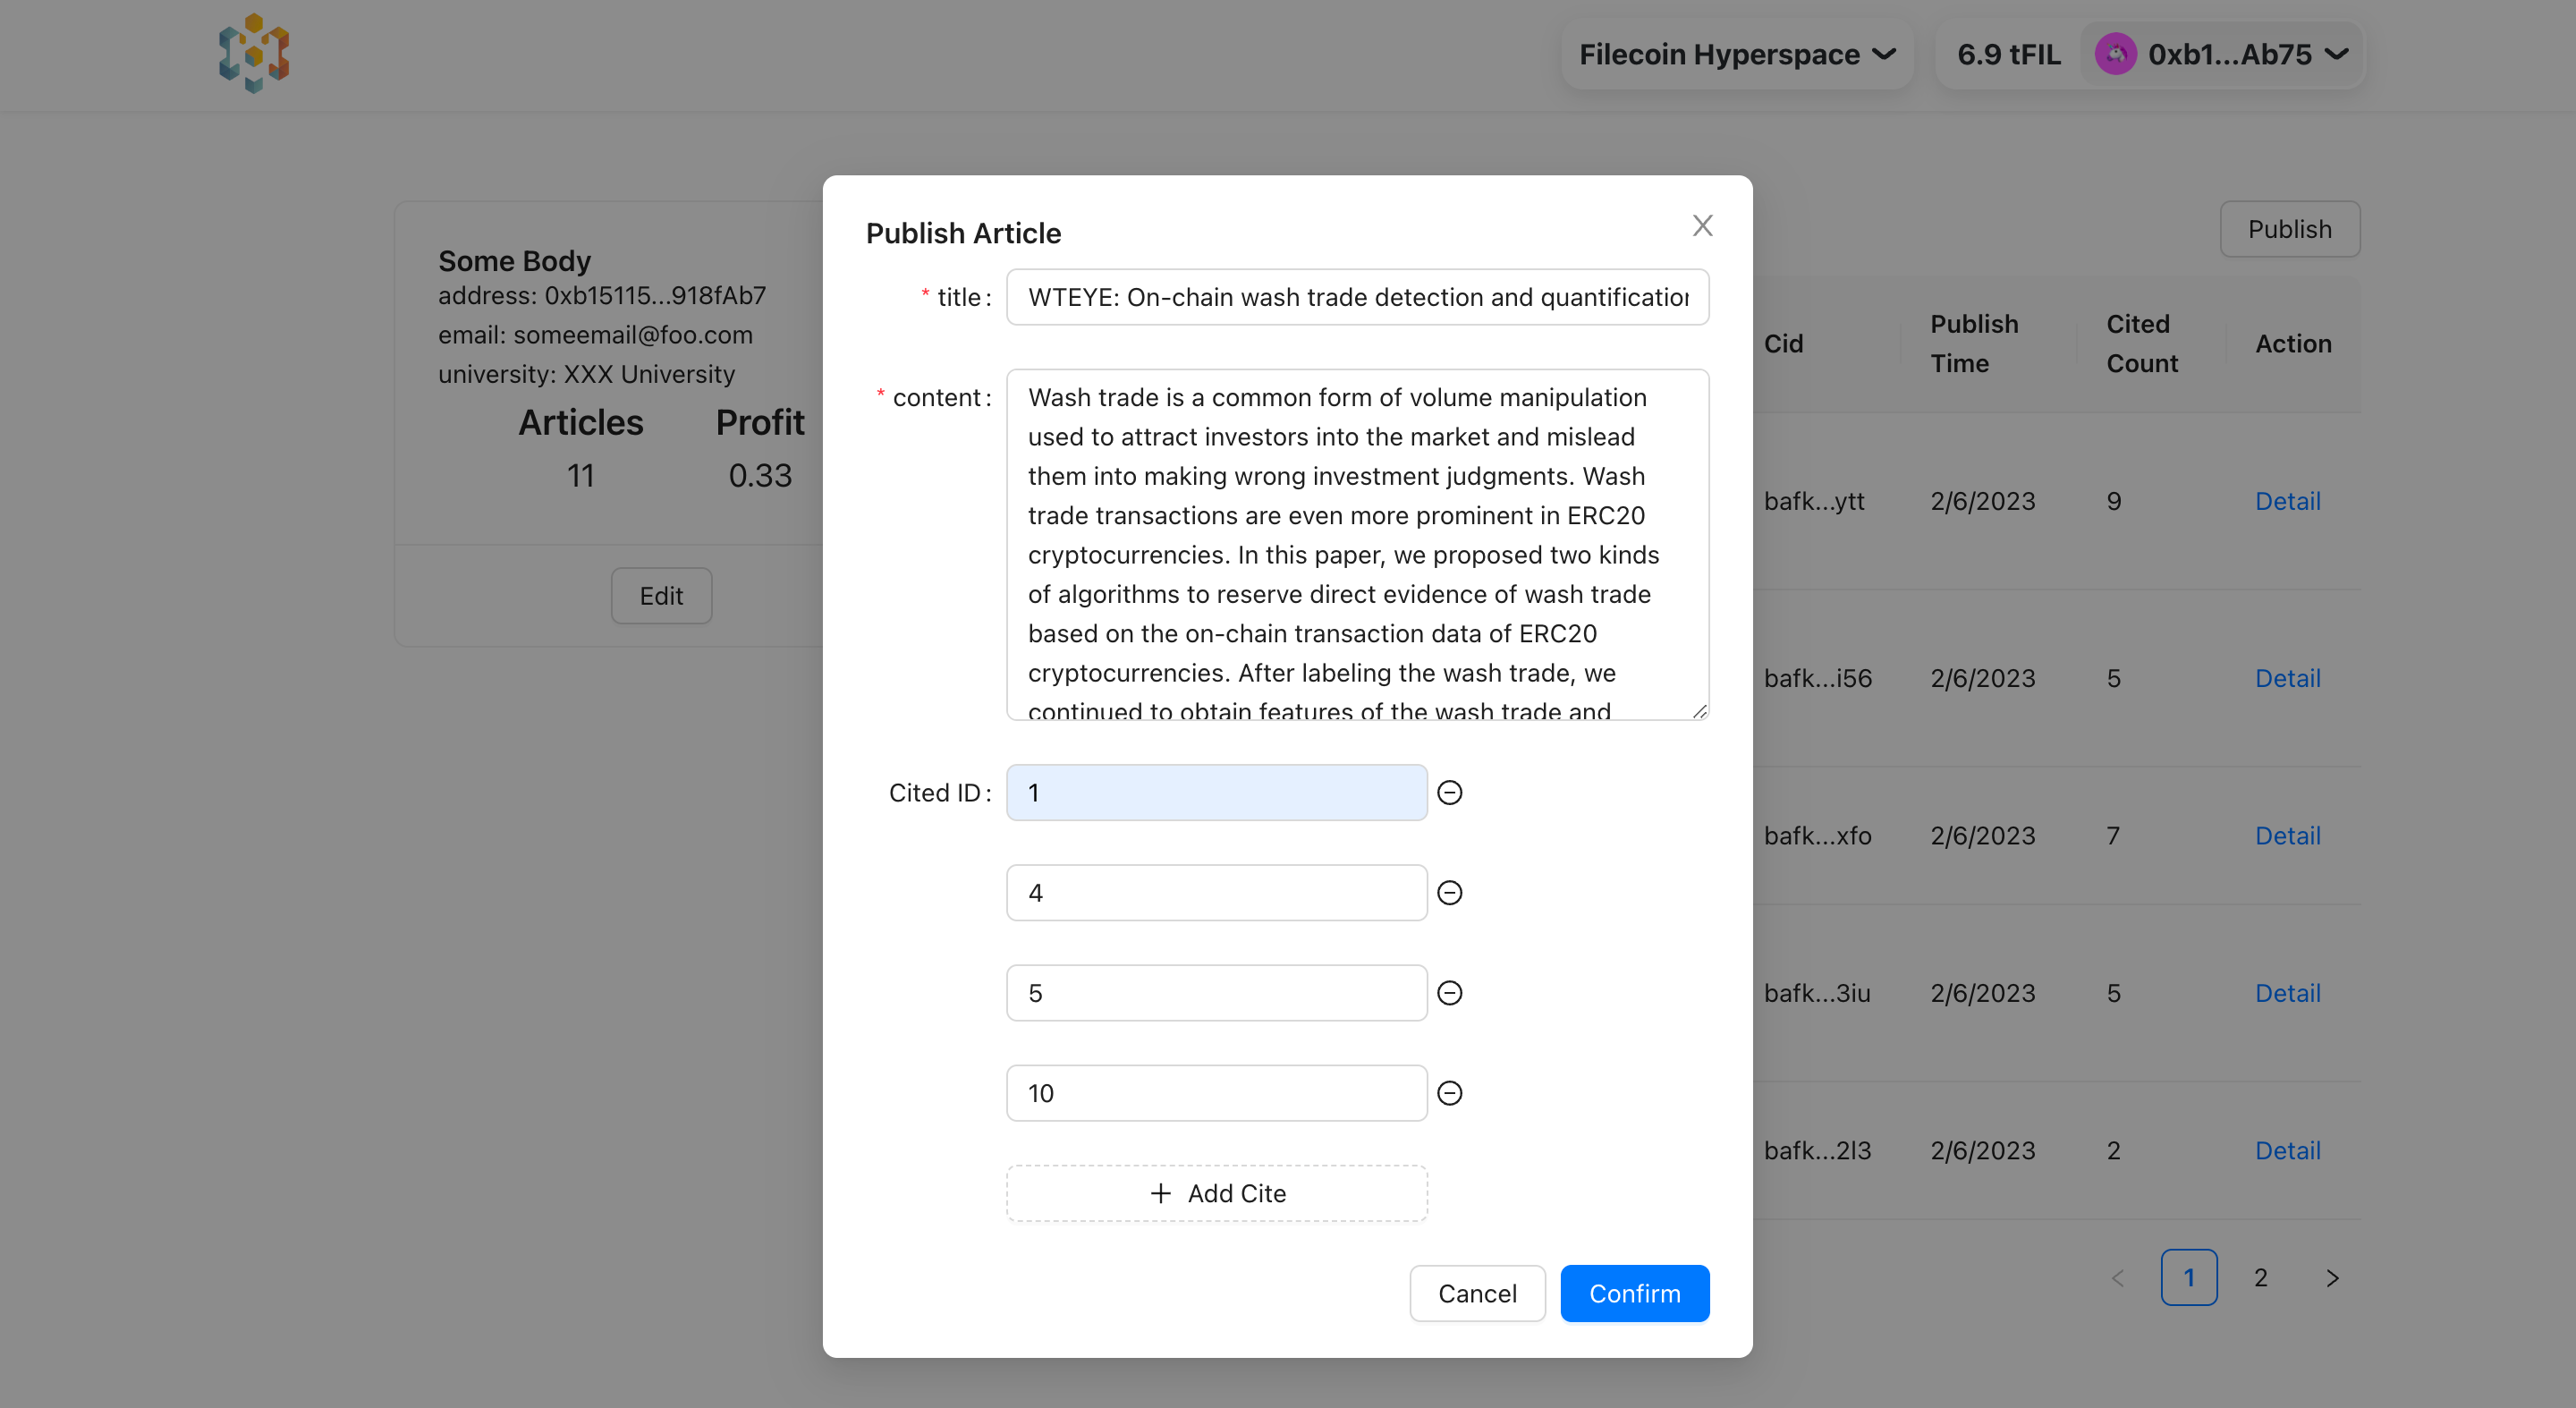 Filecoin Hyperspace
6.9 tFIL
0xb1...Ab75
Some Body
address: 0xb15115...918fAb7
email: someemail@foo.com
university: XXX University
Articles Profit
11 0.33
Edit
Publish Article
* title :
WTEYE: On-chain wash trade detection and quantification
* content :
Wash trade is a common form of volume manipulation
used to attract investors into the market and mislead
them into making wrong investment judgments. Wash
trade transactions are even more prominent in ERC20
cryptocurrencies. In this paper, we proposed two kinds
of algorithms to reserve direct evidence of wash trade
based on the on-chain transaction data of ERC20
cryptocurrencies. After labeling the wash trade, we
continued to obtain features of the wash trade and
Cited ID :
1
4
5
10
+ Add Cite
Cancel
Confirm
Publish
Cid
Publish Time
Cited Count
Action
bafk...ytt 2/6/2023 9 Detail
bafk...i56 2/6/2023 5 Detail
bafk...xfo 2/6/2023 7 Detail
bafk...3iu 2/6/2023 5 Detail
bafk...2l3 2/6/2023 2 Detail
< 1 2 >